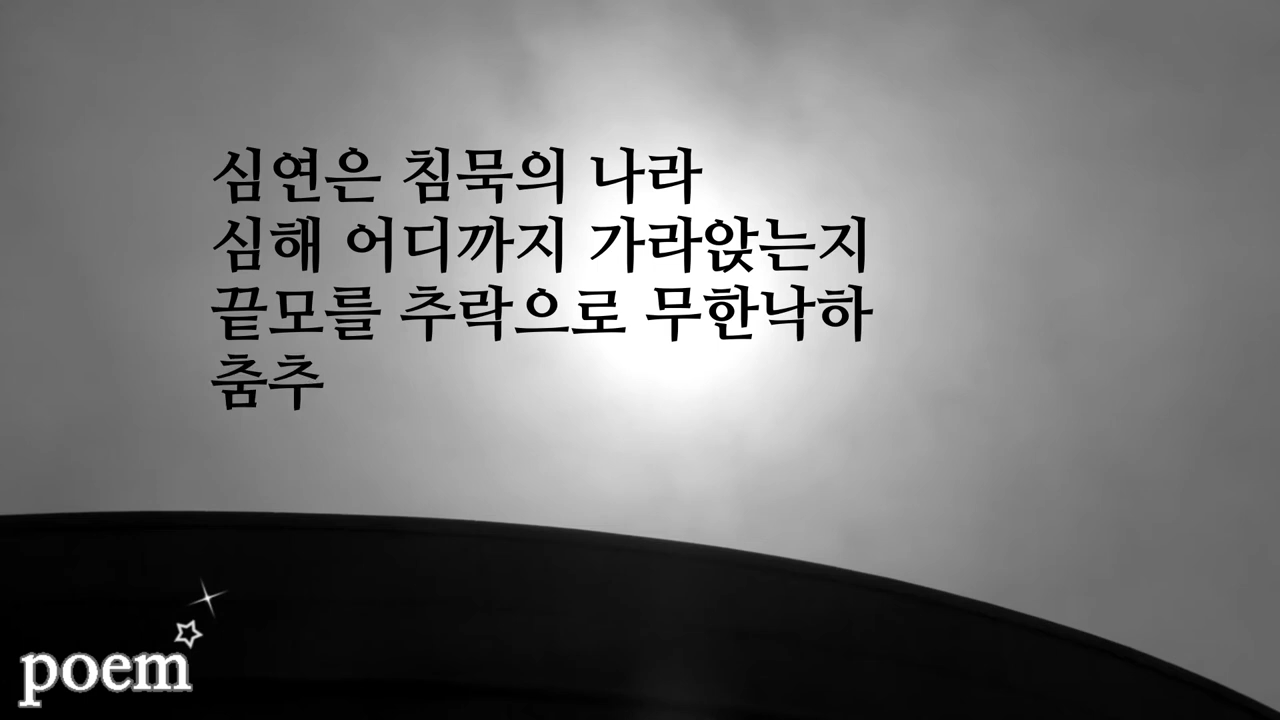 심연은 침묵의 나라
심해 어디까지 가라앉는지
끝모를 추락으로 무한낙하
춤추
poem